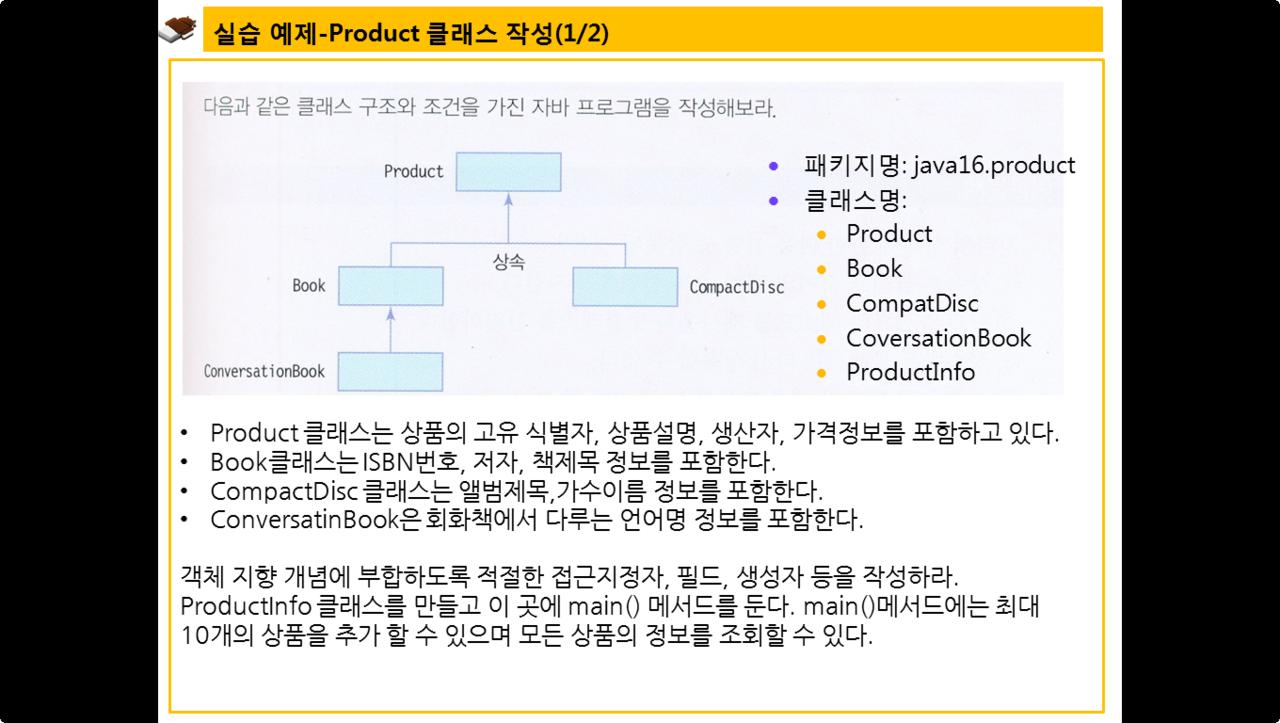 실습 예제-Product 클래스 작성(1/2)
다음과 같은 클래스 구조와 조건을 가진 자바 프로그램을 작성해보라.
Product
상속
Book
CompactDisc
ConversationBook
• 패키지명: java16.product
• 클래스명:
• Product
• Book
• CompatDisc
• CoversationBook
• ProductInfo
• Product 클래스는 상품의 고유 식별자, 상품설명, 생산자, 가격정보를 포함하고 있다.
• Book클래스는 ISBN번호, 저자, 책제목 정보를 포함한다.
• CompactDisc 클래스는 앨범제목,가수이름 정보를 포함한다.
• ConversatinBook은 회화책에서 다루는 언어명 정보를 포함한다.
객체 지향 개념에 부합하도록 적절한 접근지정자, 필드, 생성자 등을 작성하라.
ProductInfo 클래스를 만들고 이 곳에 main() 메서드를 둔다. main()메서드에는 최대
10개의 상품을 추가 할 수 있으며 모든 상품의 정보를 조회할 수 있다.